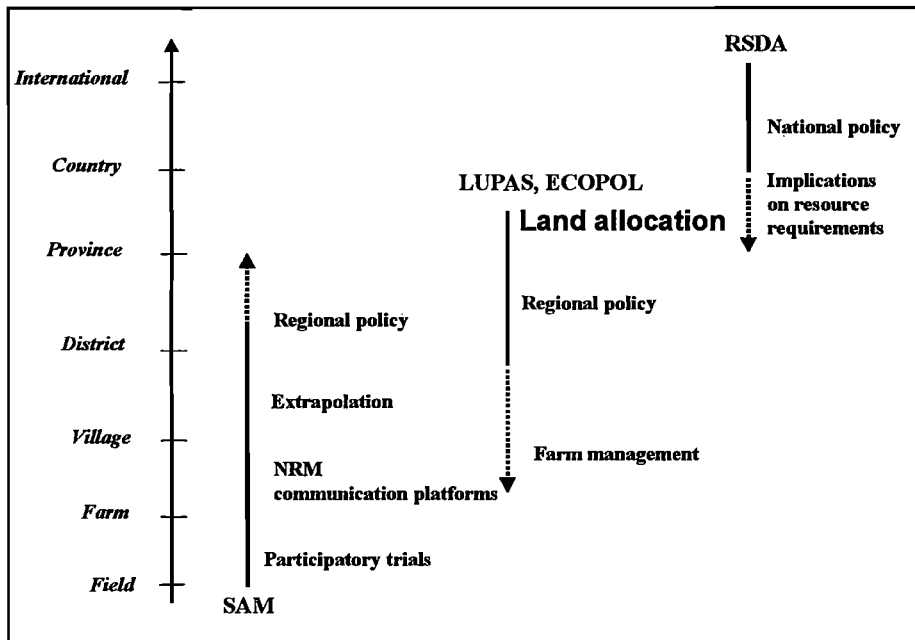 RSDA
International
National policy
Country
LUPAS, ECOPOL
Implications
on resource
requirements
Land allocation
Province
Regional policy
Regional policy
District
Extrapolation
Village
Farm management
NRM
communication platforms
Farm
Participatory trials
Field
SAM